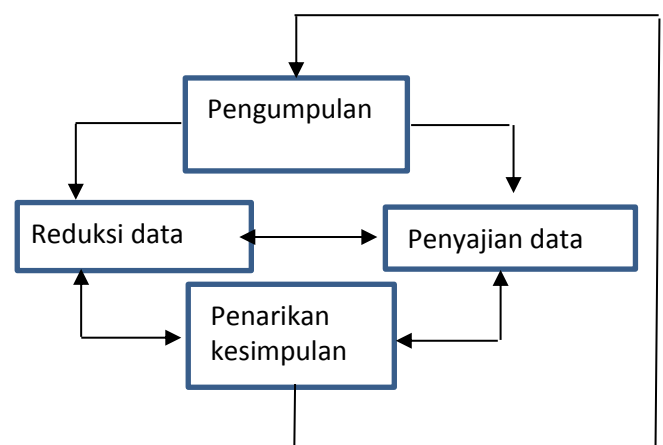 Pengumpulan
Reduksi data
Penyajian data
Penarikan
kesimpulan